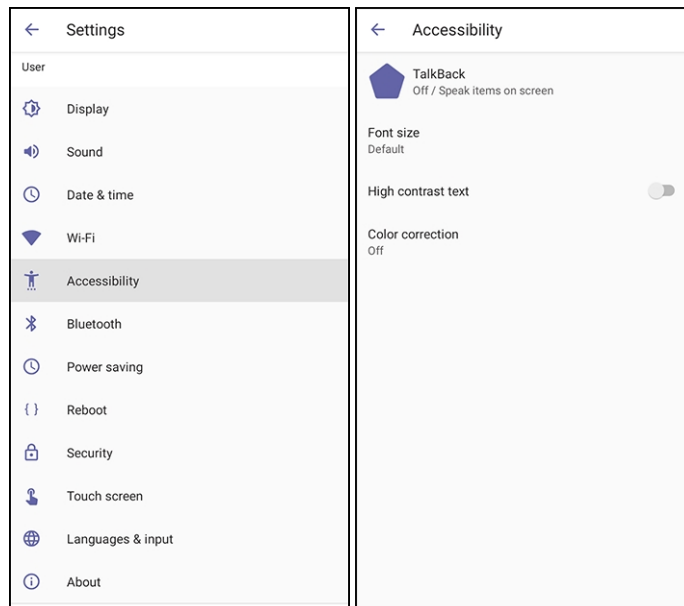 Settings
User
Display
Sound
Date & time
Wi-Fi
Accessibility
Bluetooth
Power saving
{ } Reboot
Security
Touch screen
Languages & input
About
Accessibility
TalkBack
Off / Speak items on screen
Font size
Default
High contrast text
Color correction
Off